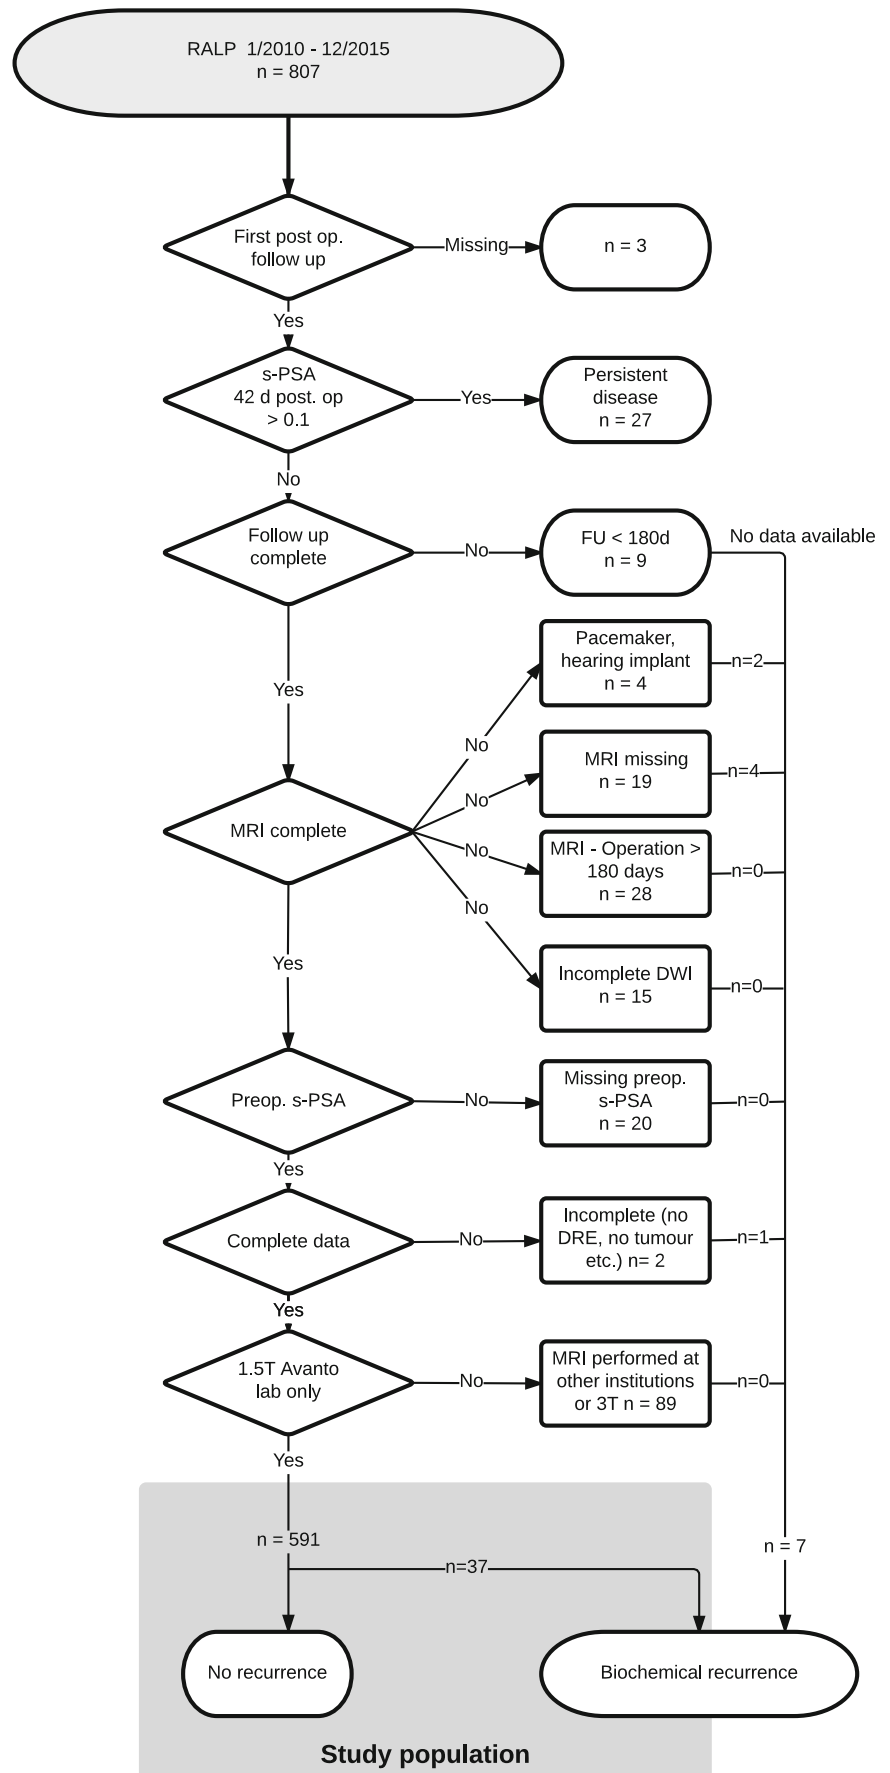 RALP 1/2010 - 12/2015
n = 807
First post op.
follow up
Missing
n = 3
Yes
s-PSA
42 d post. op
> 0.1
Yes
Persistent
disease
n = 27
No
Follow up
complete
No
FU < 180d
n = 9
No data available
Pacemaker,
hearing implant
n = 4
n=2
Yes
No
MRI missing
n = 19
n=4
No
MRI complete
No
MRI - Operation >
180 days
n = 28
n=0
No
Incomplete DWI
n = 15
n=0
Yes
Preop. s-PSA
No
Missing preop.
s-PSA
n = 20
n=0
Yes
Complete data
No
Incomplete (no
DRE, no tumour
etc.) n= 2
n=1
Yes
1.5T Avanto
lab only
No
MRI performed at
other institutions
or 3T n = 89
n=0
Yes
n = 591
n = 7
n=37
No recurrence
Biochemical recurrence
Study population